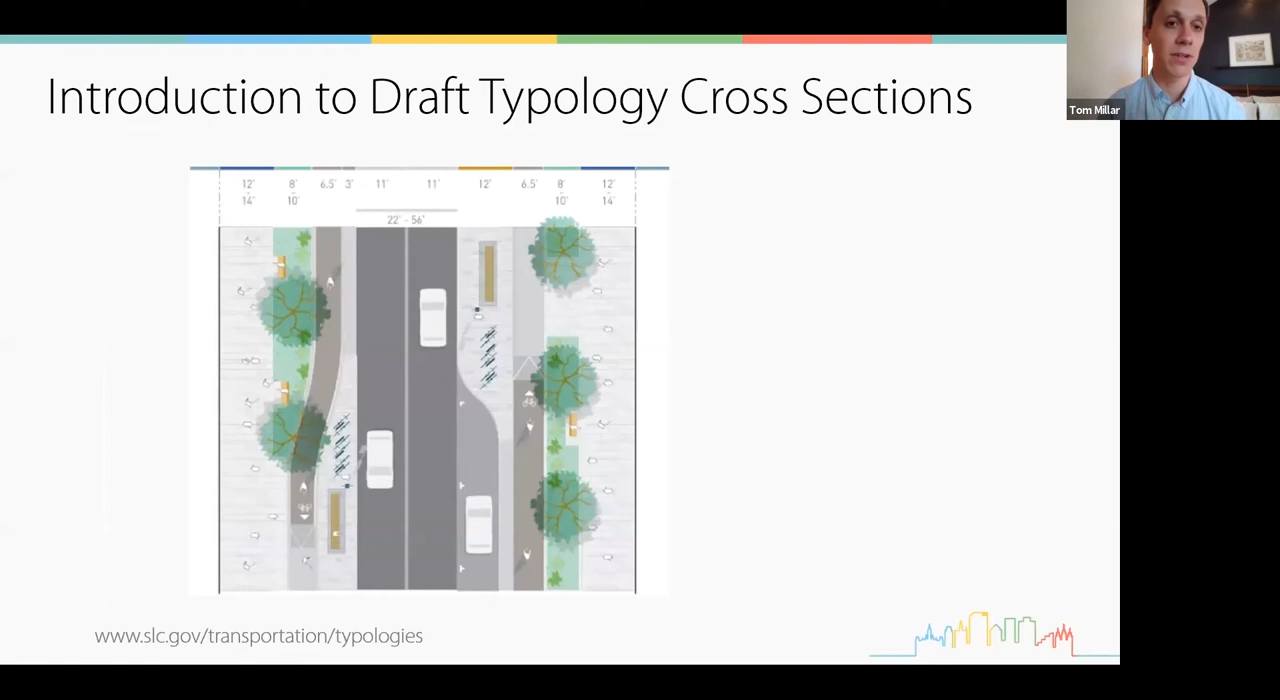 Introduction to Draft Typology Cross Sections
Tom Millar
12' 8' 6.5' 3' 11' 11' 12' 6.5' 8' 12'
14' 10' 10' 14'
22' - 56'
www.slc.gov/transportation/typologies